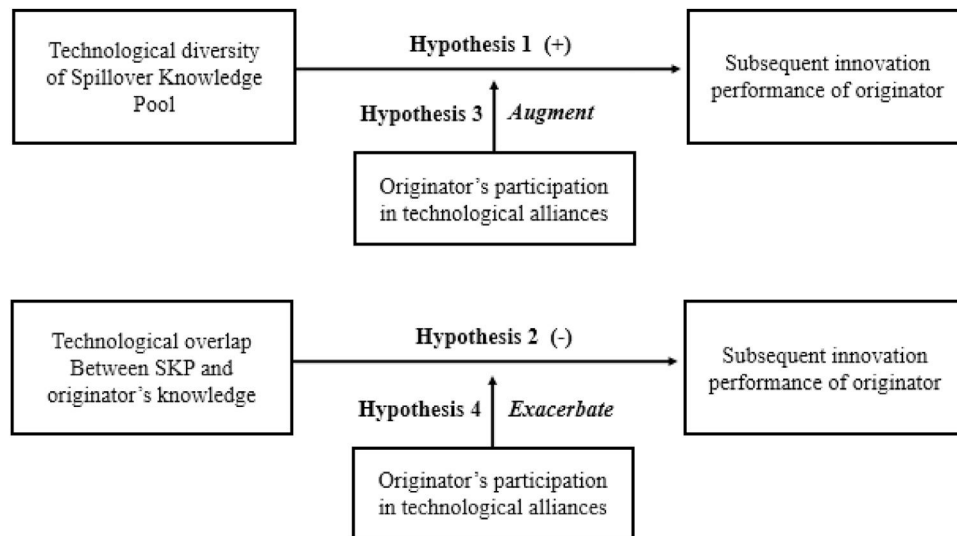 Technological diversity
of Spillover Knowledge
Pool
Hypothesis 1 (+)
Subsequent innovation
performance of originator
Hypothesis 3 Augment
Originator’s participation
in technological alliances
Technological overlap
Between SKP and
originator’s knowledge
Hypothesis 2 (-)
Subsequent innovation
performance of originator
Hypothesis 4 Exacerbate
Originator’s participation
in technological alliances